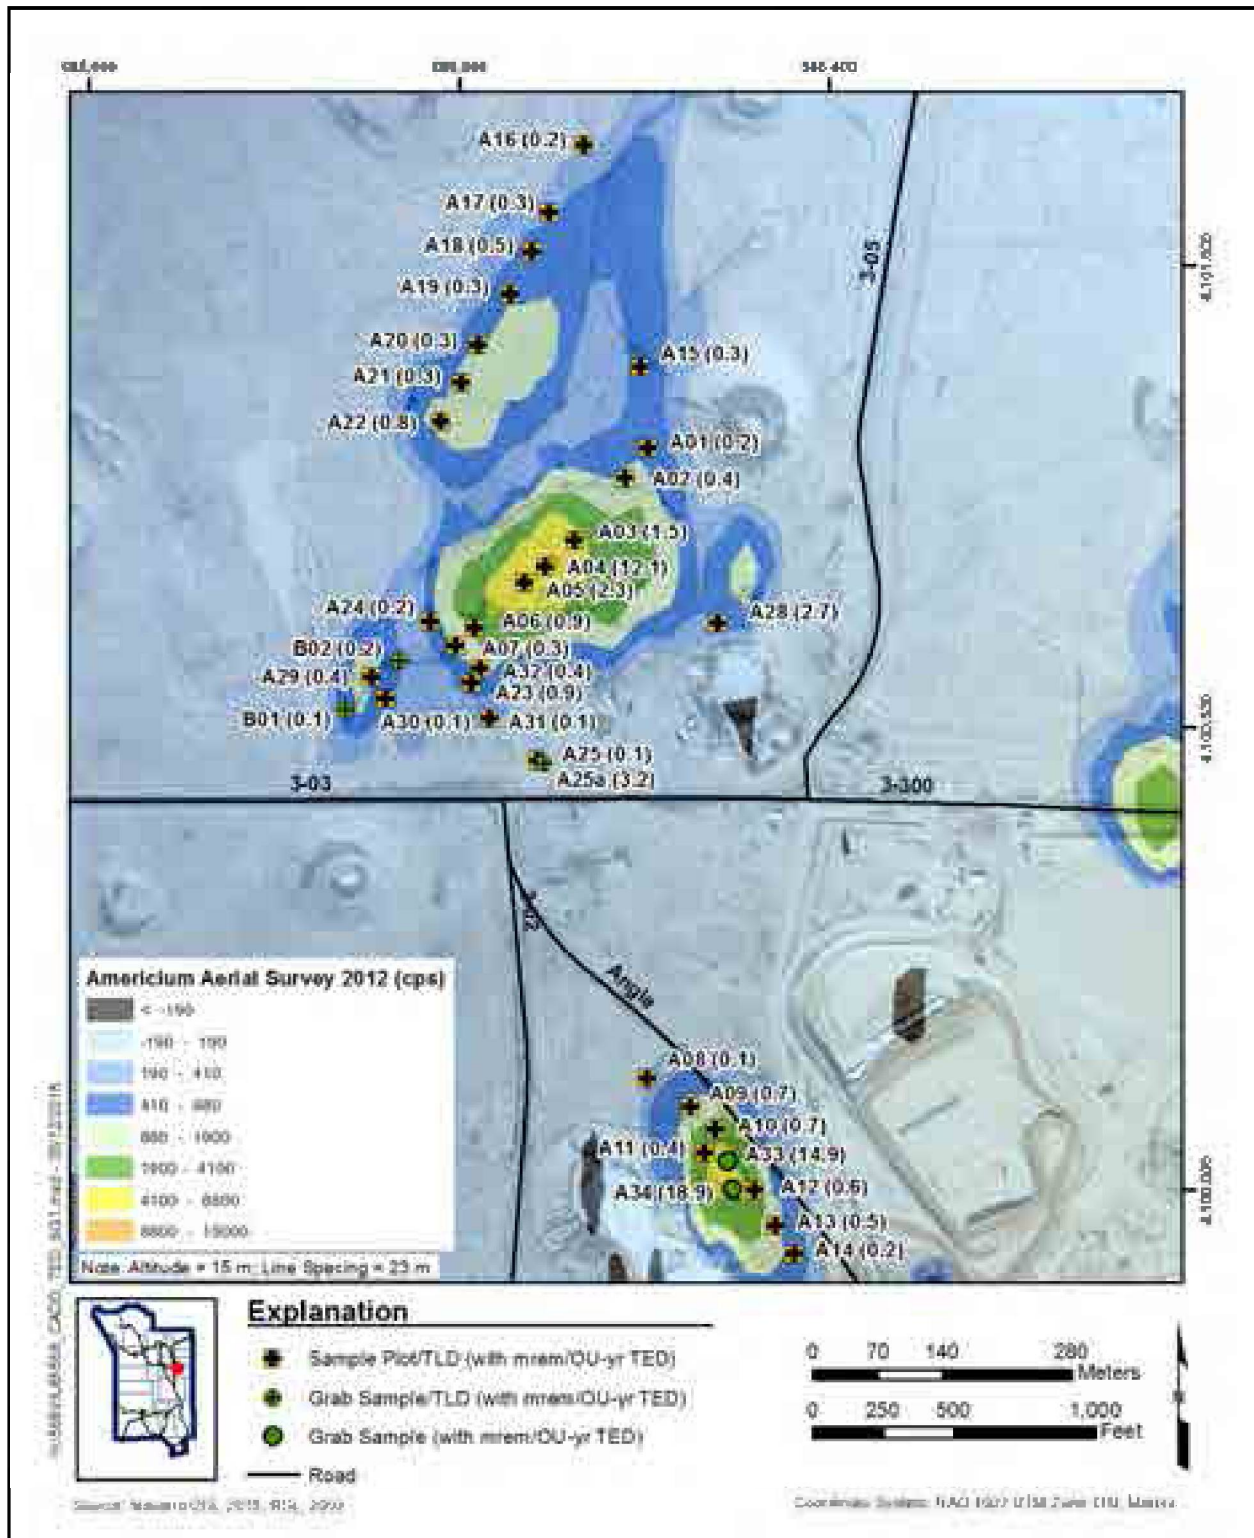 A16 (0.2)
A17 (0.3)
A18 (0.5)
3-05
A19 (0.3)
A20 (0.3)
A15 (0.3)
A21 (0.3)
A22 (0.8)
A01 (0.2)
A02 (0.4)
A03 (1.5)
A04 (12.1)
A05 (2.3)
A24 (0.2)
A06 (0.9)
A28 (2.7)
B02 (0.2)
A07 (0.3)
A29 (0.4)
A32 (0.4)
A23 (0.9)
B01 (0.1)
A30 (0.1)
A31 (0.1)
A25 (0.1)
A25a (3.2)
3-03
3-300
3-02
Angle
Americium Aerial Survey 2012 (cps)
< -190
-190 - 190
190 - 410
Note: Altitude = 15 m; Line Spacing = 23 m
A08 (0.1)
A09 (0.7)
A10 (0.7)
A11 (0.4)
A33 (14.9)
A34 (18.9)
A12 (0.6)
A13 (0.5)
A14 (0.2)
Explanation
Sample Plot/TLD (with mrem/OU-yr TED)
Grab Sample/TLD (with mrem/OU-yr TED)
Grab Sample (with mrem/OU-yr TED)
Road
0 70 140 280
Meters
0 250 500 1,000
Feet